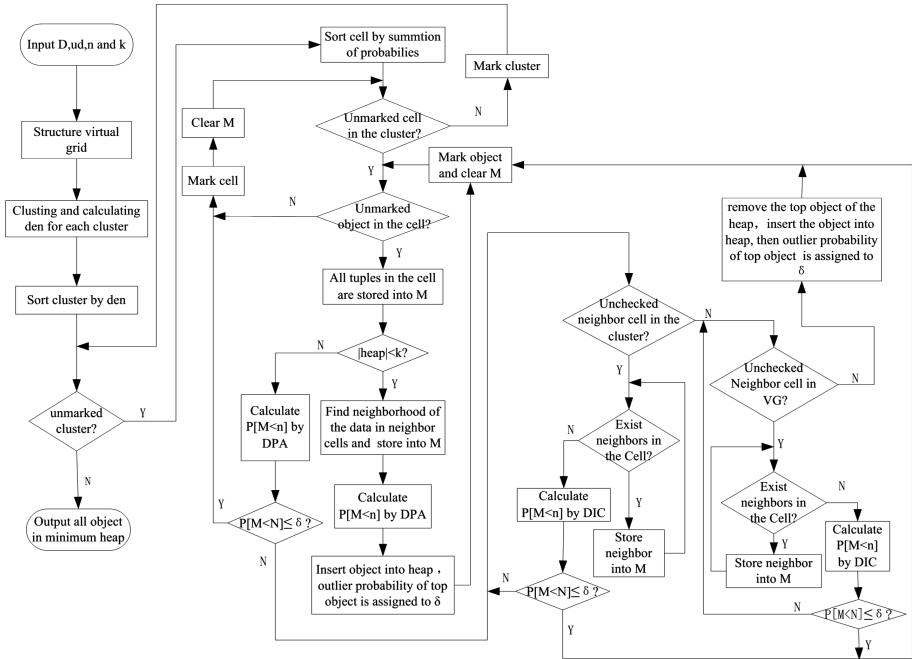 Input D,ud,n and k
Structure virtual
grid
Clusting and calculating
den for each cluster
Sort cluster by den
unmarked
cluster?
Y
N
Output all object
in minimum heap
Sort cell by summtion
of probabilies
Mark cluster
N
Unmarked cell
in the cluster?
Y
Clear M
Mark cell
Mark object
and clear M
N
Unmarked
object in the cell?
Y
All tuples in the cell
are stored into M
N
|heap|<k?
Y
Calculate
P[M<n] by
DPA
Find neighborhood of
the data in neighbor
cells and store into M
Calculate
P[M<n] by DPA
Y
P[M<N]≤ δ ?
N
Insert object into heap ,
outlier probability of top
object is assigned to δ
Unchecked
neighbor cell in the
cluster?
N
Y
N
Exist
neighbors in
the Cell?
Y
Calculate
P[M<n] by DIC
Store
neighbor
into M
N
P[M<N]≤ δ ?
Y
remove the top object of the
heap, insert the object into
heap, then outlier probability
of top object is assigned to
δ
Unchecked
Neighbor cell in
VG?
N
Y
Exist
neighbors in
the Cell?
N
Y
Store neighbor
into M
Calculate
P[M<n]
by DIC
N
P[M<N]≤ δ ?
Y